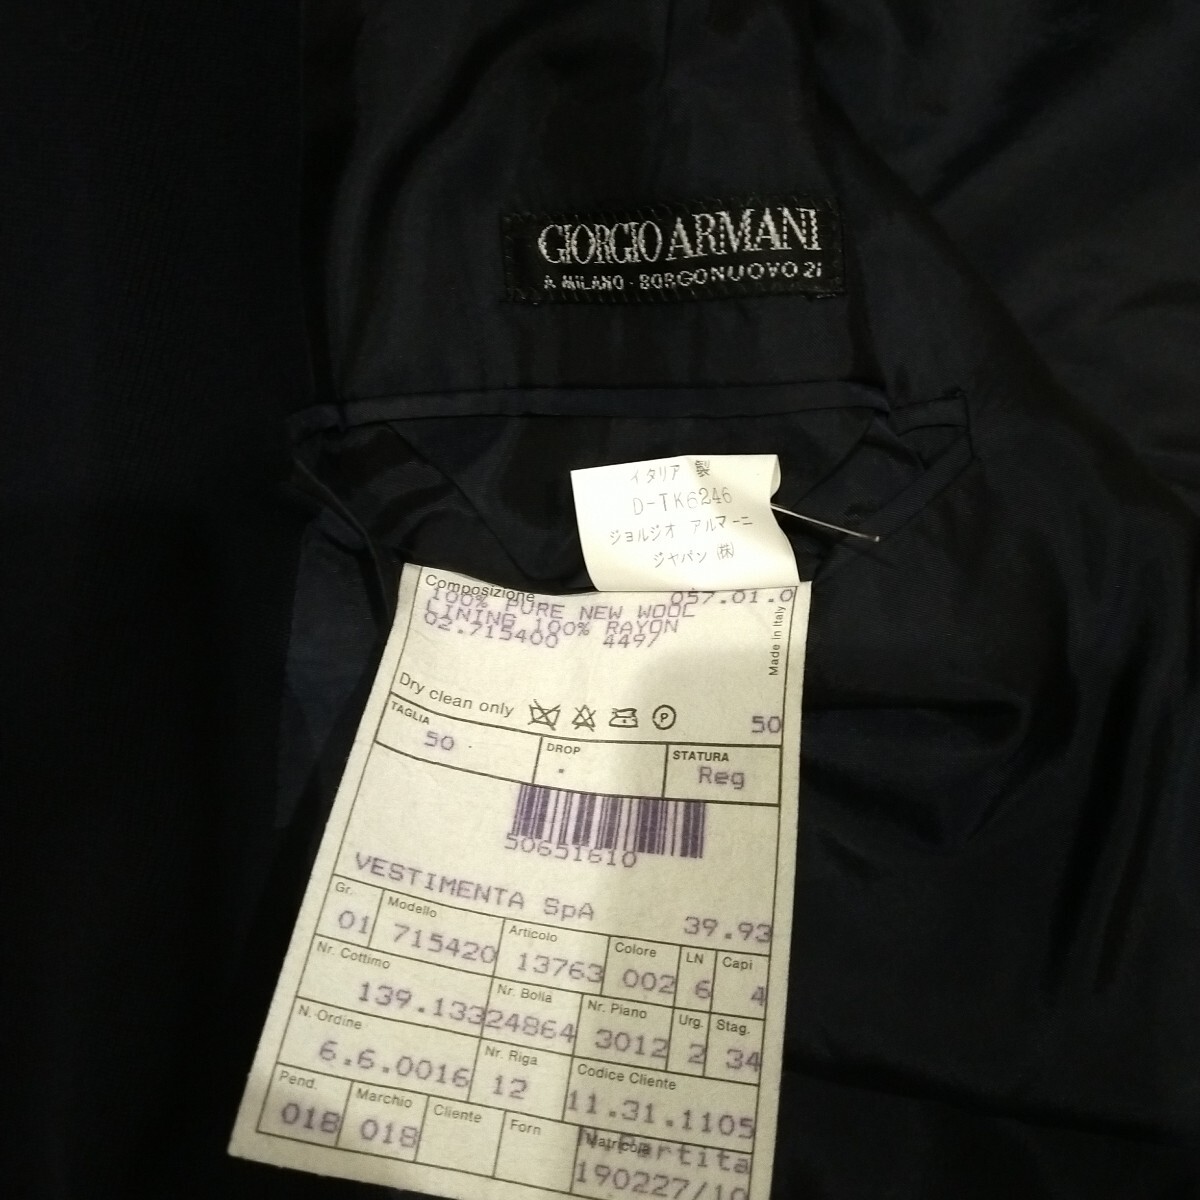 GIORGIO ARMANI
A MILANO · BORGONUOVO 21
イタリア 製
D-TK6246
ジョルジオ アルマーニ
ジャパン ㈱
Composizione 057.01.0
100% PURE NEW WOOL
LINING 100% RAYON
02.715400 4497
Made in Italy
Dry clean only P 50
TAGLIA DROP STATURA
50 . Reg
50651610
VESTIMENTA SpA 39.93
Gr. Modello Articolo Colore LN Capi
01 715420 13763 002 6 4
Nr. Cottimo Nr. Bolla Nr. Piano Urg. Stag.
139.133 24864 3012 2 34
N. Ordine Nr. Riga Codice Cliente
6.6.0016 12 11.31.1105
Pend. Marchio Cliente Forn Matricola
018 018 N.Partita
190227/10